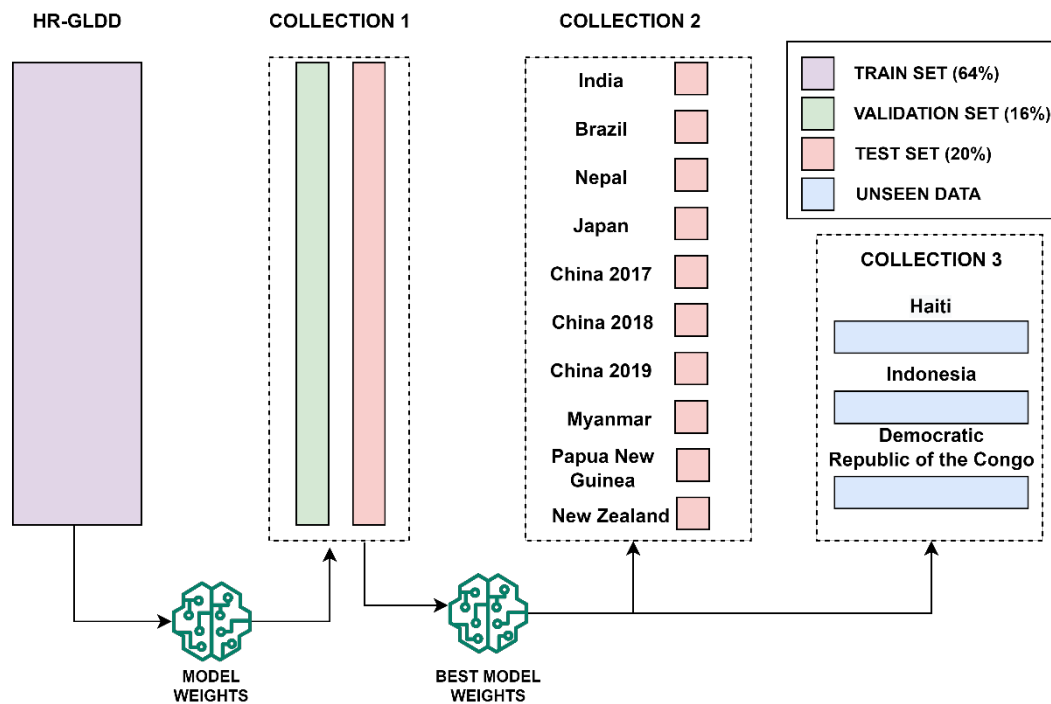 HR-GLDD
COLLECTION 1
COLLECTION 2
India
Brazil
Nepal
Japan
China 2017
China 2018
China 2019
Myanmar
Papua New
Guinea
New Zealand
TRAIN SET (64%)
VALIDATION SET (16%)
TEST SET (20%)
UNSEEN DATA
COLLECTION 3
Haiti
Indonesia
Democratic
Republic of the Congo
MODEL
WEIGHTS
BEST MODEL
WEIGHTS